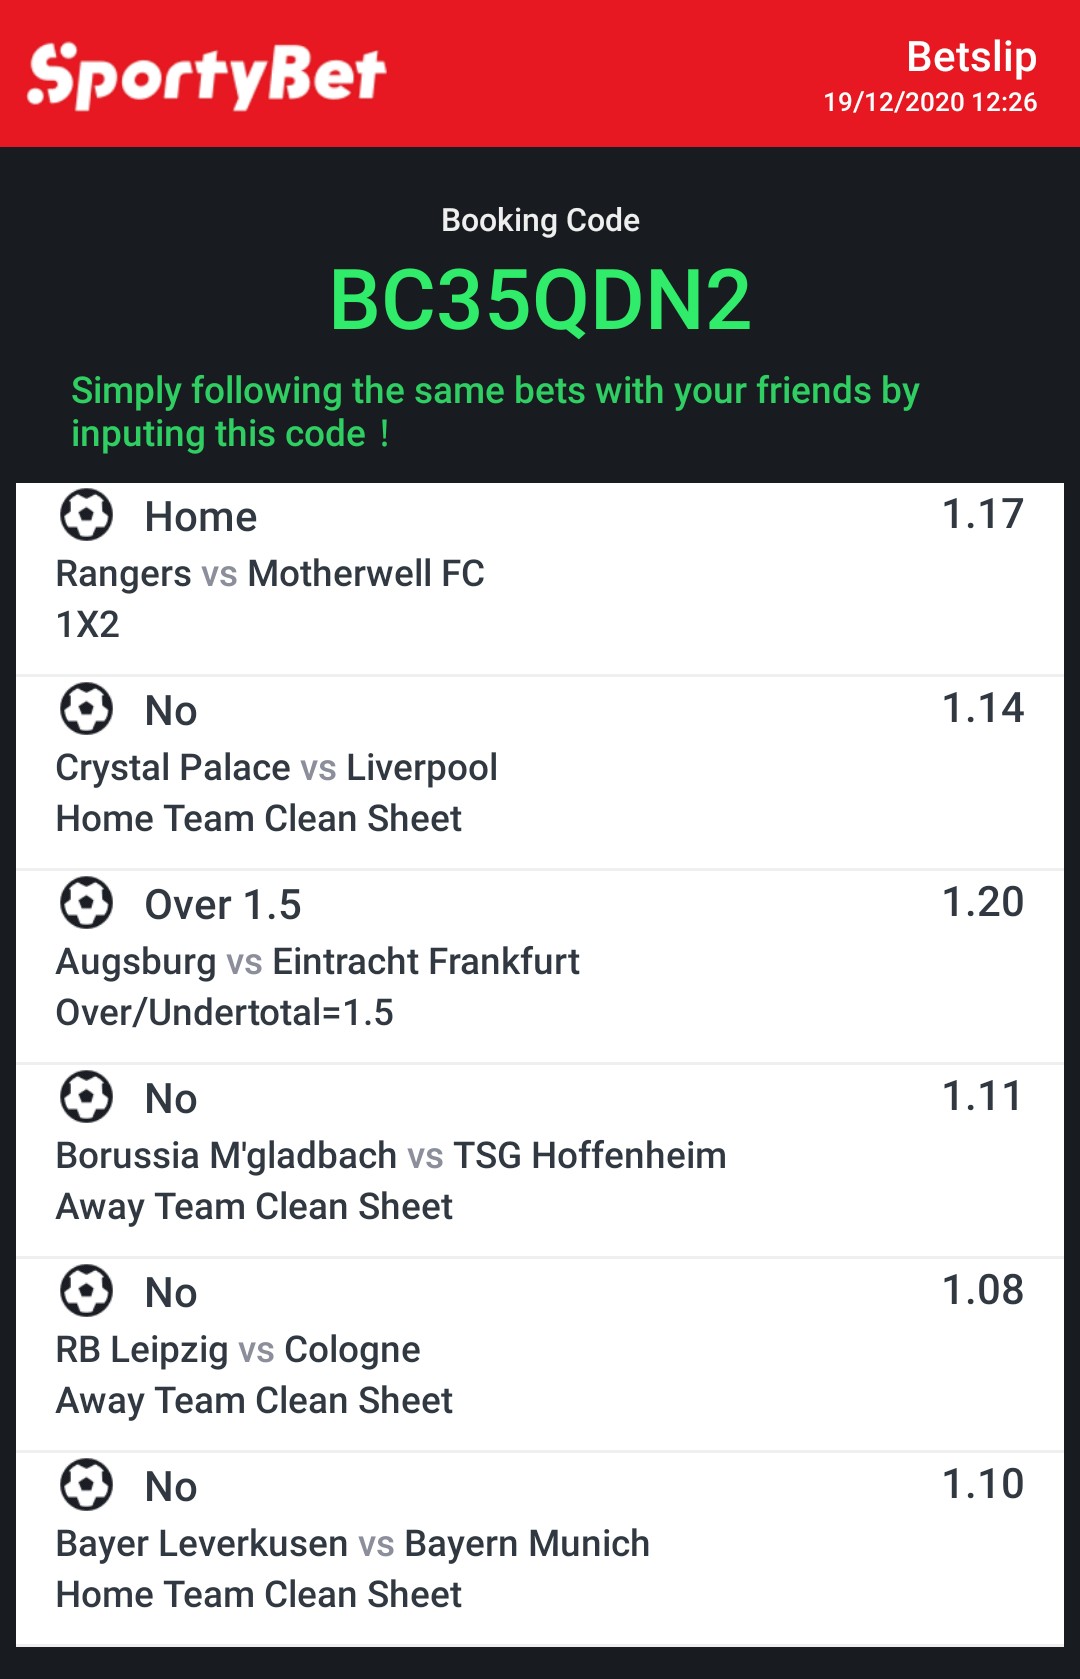 SportyBet
Betslip
19/12/2020 12:26
Booking Code
BC35QDN2
Simply following the same bets with your friends by
inputing this code !
Home 1.17
Rangers vs Motherwell FC
1X2
No 1.14
Crystal Palace vs Liverpool
Home Team Clean Sheet
Over 1.5 1.20
Augsburg vs Eintracht Frankfurt
Over/Undertotal=1.5
No 1.11
Borussia M'gladbach vs TSG Hoffenheim
Away Team Clean Sheet
No 1.08
RB Leipzig vs Cologne
Away Team Clean Sheet
No 1.10
Bayer Leverkusen vs Bayern Munich
Home Team Clean Sheet